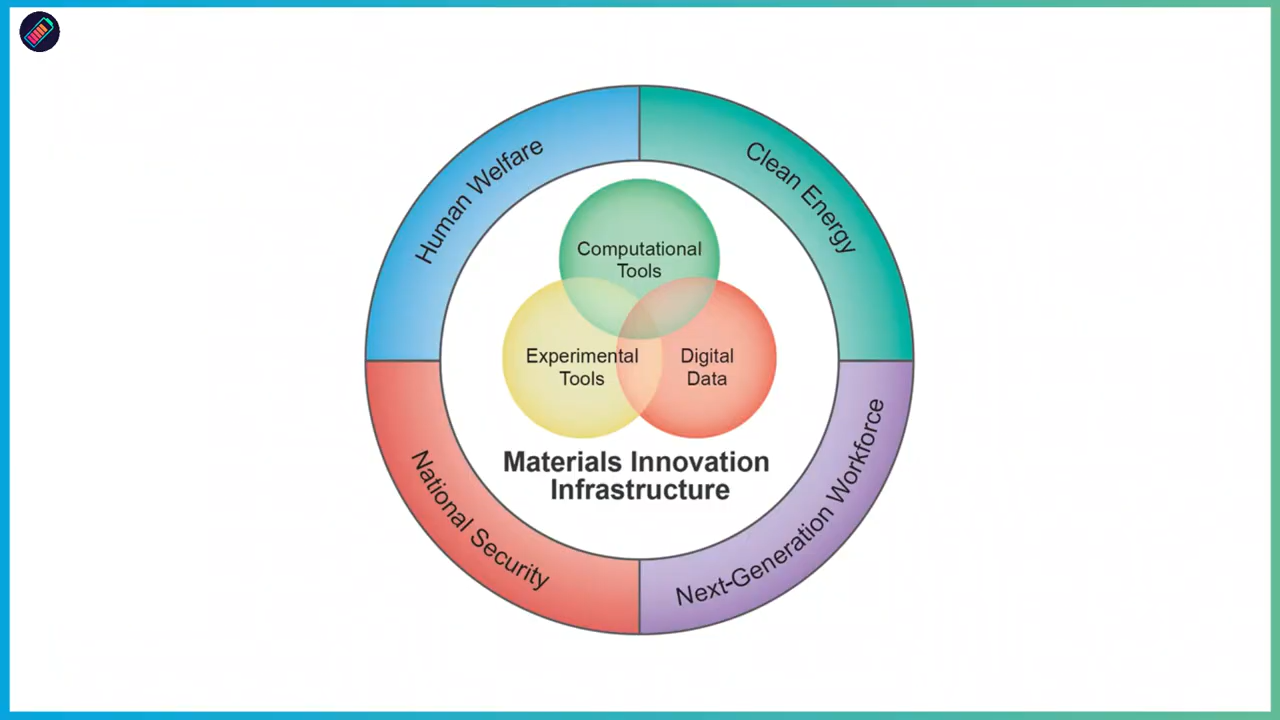 Human Welfare
Clean Energy
Computational
Tools
Experimental
Tools
Digital
Data
Materials Innovation
Infrastructure
National Security
Next-Generation Workforce